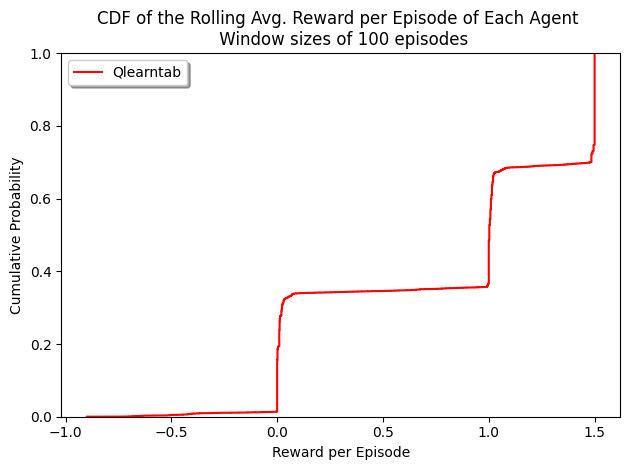 CDF of the Rolling Avg. Reward per Episode of Each Agent
Window sizes of 100 episodes
Qlearntab
1.0
0.8
0.6
0.4
0.2
0.0
Cumulative Probability
−1.0 −0.5 0.0 0.5 1.0 1.5
Reward per Episode